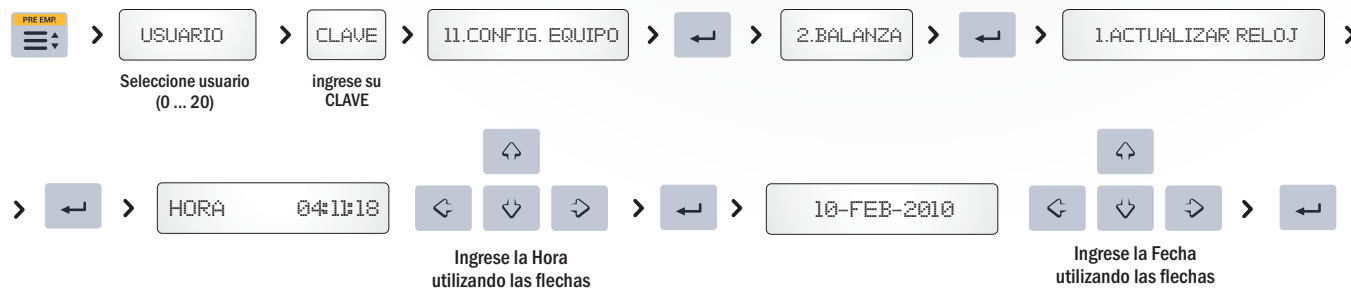 PRE EMP.
USUARIO
CLAVE
11.CONFIG. EQUIPO
2.BALANZA
1.ACTUALIZAR RELOJ
Seleccione usuario
(0 ... 20)
ingrese su
CLAVE
HORA 04:11:18
10-FEB-2010
Ingrese la Hora
utilizando las flechas
Ingrese la Fecha
utilizando las flechas